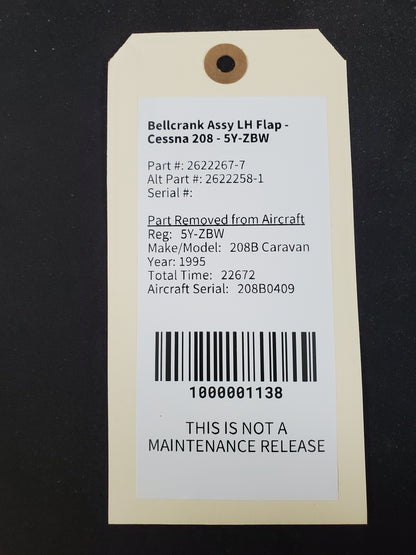 Bellcrank Assy LH Flap -
Cessna 208 - 5Y-ZBW
Part #: 2622267-7
Alt Part #: 2622258-1
Serial #:
Part Removed from Aircraft
Reg: 5Y-ZBW
Make/Model: 208B Caravan
Year: 1995
Total Time: 22672
Aircraft Serial: 208B0409
1000001138
THIS IS NOT A
MAINTENANCE RELEASE